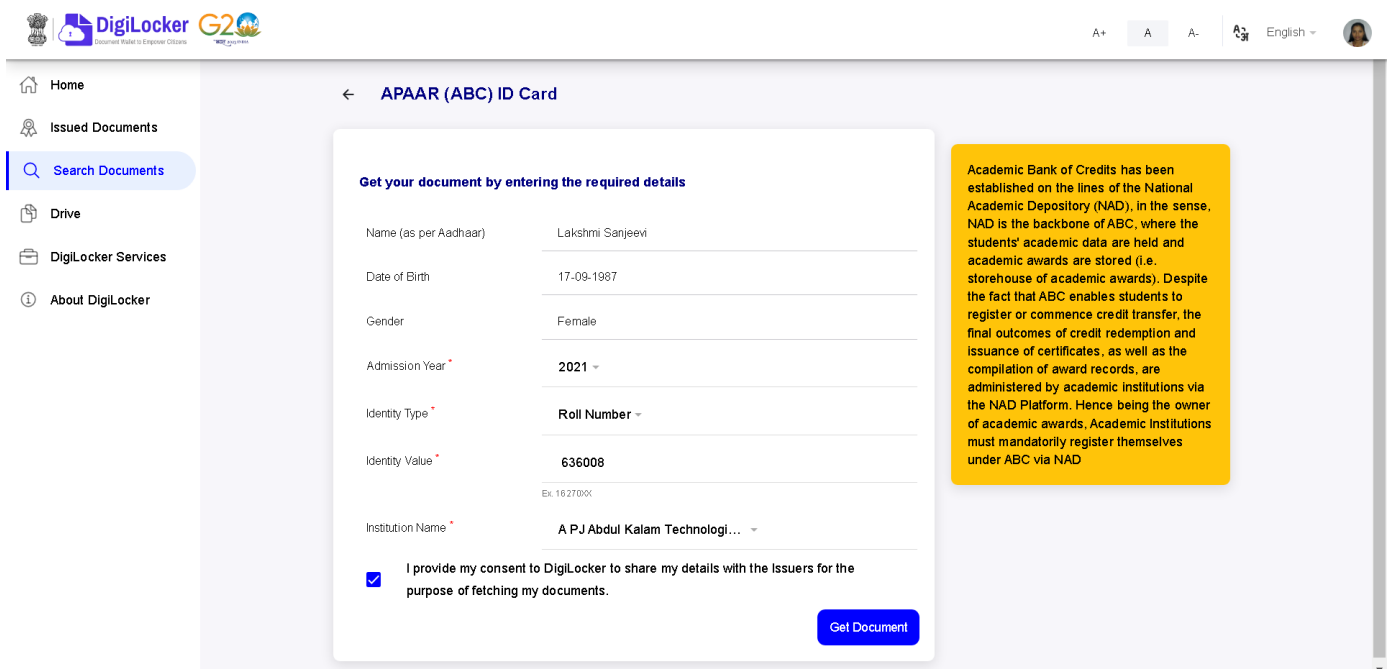 DigiLocker
Document Wallet to Empower Citizens
G20
A+ A A- English
Home
Issued Documents
Search Documents
Drive
DigiLocker Services
About DigiLocker
APAAR (ABC) ID Card
Get your document by entering the required details
Name (as per Aadhaar) Lakshmi Sanjeevi
Date of Birth 17-09-1987
Gender Female
Admission Year * 2021
Identity Type * Roll Number
Identity Value * 636008
Ex. 16270XX
Institution Name * A P J Abdul Kalam Technologi...
I provide my consent to DigiLocker to share my details with the Issuers for the
purpose of fetching my documents.
Get Document
Academic Bank of Credits has been
established on the lines of the National
Academic Depository (NAD), in the sense,
NAD is the backbone of ABC, where the
students' academic data are held and
academic awards are stored (i.e.
storehouse of academic awards). Despite
the fact that ABC enables students to
register or commence credit transfer, the
final outcomes of credit redemption and
issuance of certificates, as well as the
compilation of award records, are
administered by academic institutions via
the NAD Platform. Hence being the owner
of academic awards, Academic Institutions
must mandatorily register themselves
under ABC via NAD